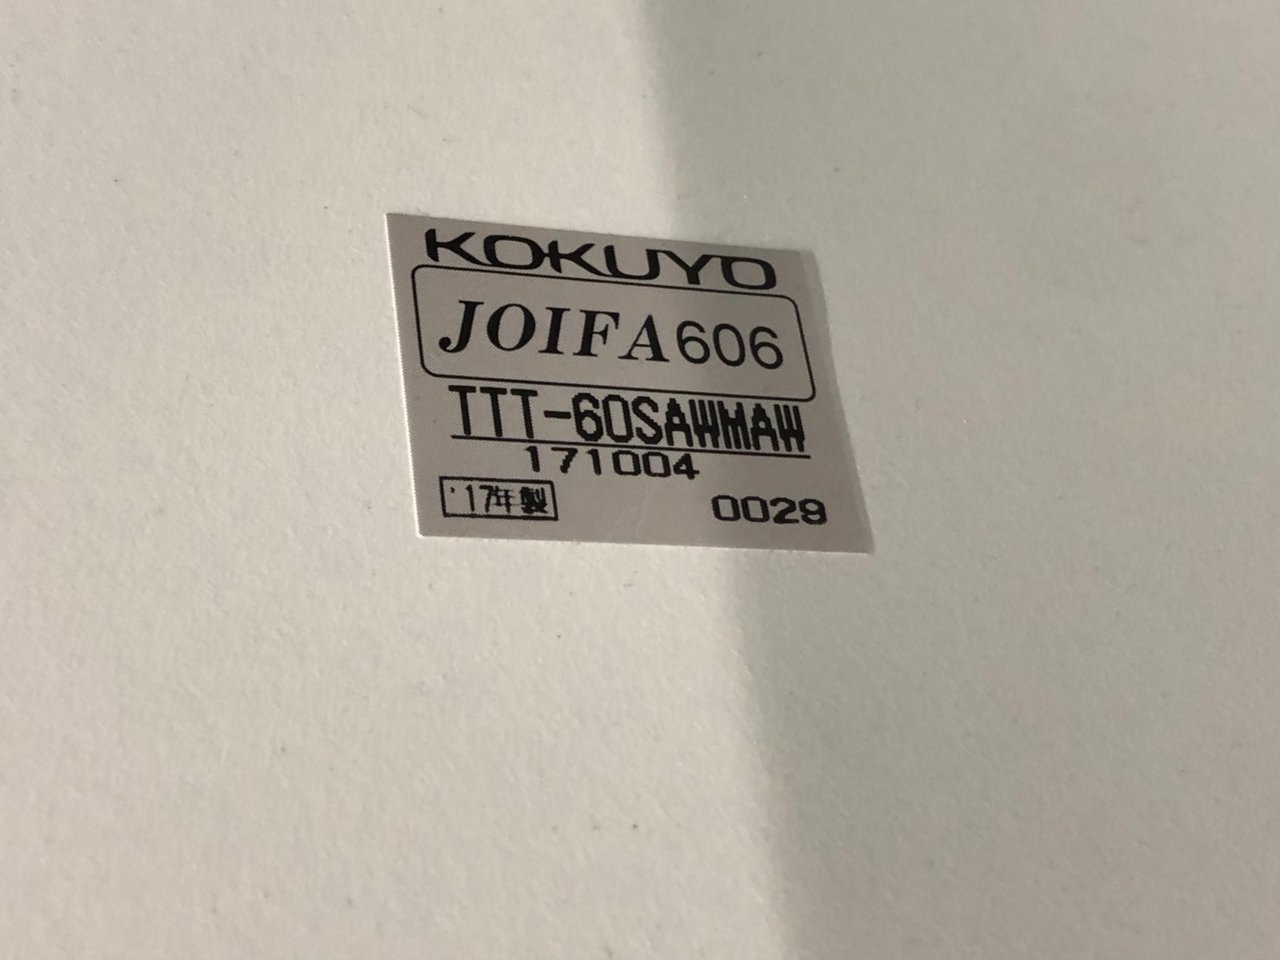 KOKUYO
JOIFA606
TTT-60SAWMAW
171004
'17年製
0029